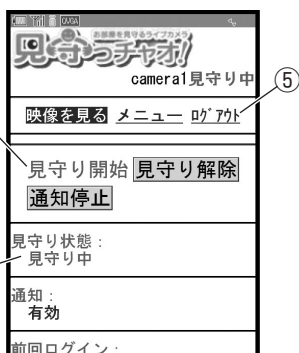 QVGA
お部屋を見守るライブカメラ
見守っチャオ!
camera1見守り中
映像を見る メニュー ﾛｸﾞｱｳﾄ
⑤
見守り開始 見守り解除
通知停止
見守り状態:
見守り中
通知:
有効
前回ログイン: